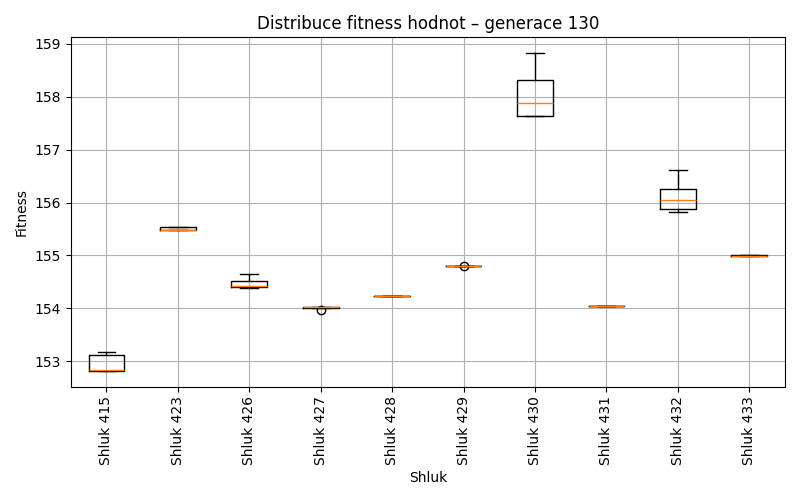 Distribuce fitness hodnot – generace 130
159
158
157
156
155
154
153
Fitness
Shluk 415
Shluk 423
Shluk 426
Shluk 427
Shluk 428
Shluk 429
Shluk 430
Shluk 431
Shluk 432
Shluk 433
Shluk